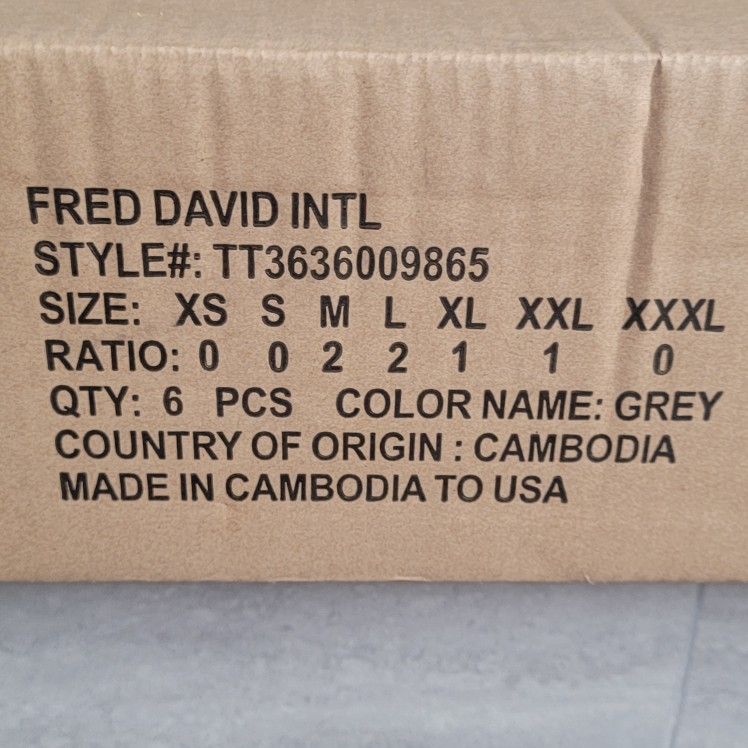 FRED DAVID INTL
STYLE#: TT3636009865
SIZE: XS S M L XL XXL XXXL
RATIO: 0 0 2 2 1 1 0
QTY: 6 PCS COLOR NAME: GREY
COUNTRY OF ORIGIN : CAMBODIA
MADE IN CAMBODIA TO USA